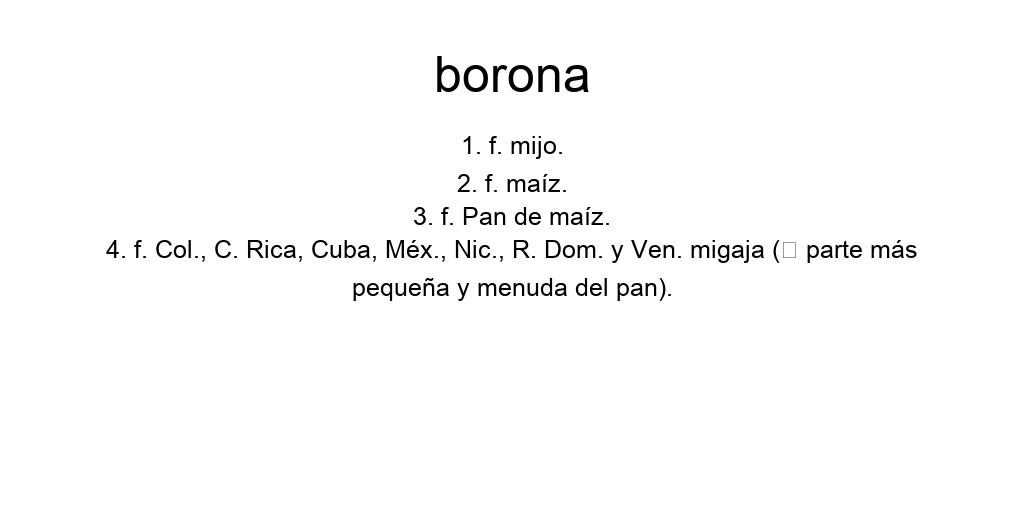 borona
1. f. mijo.
2. f. maíz.
3. f. Pan de maíz.
4. f. Col., C. Rica, Cuba, Méx., Nic., R. Dom. y Ven. migaja (□ parte más
pequeña y menuda del pan).